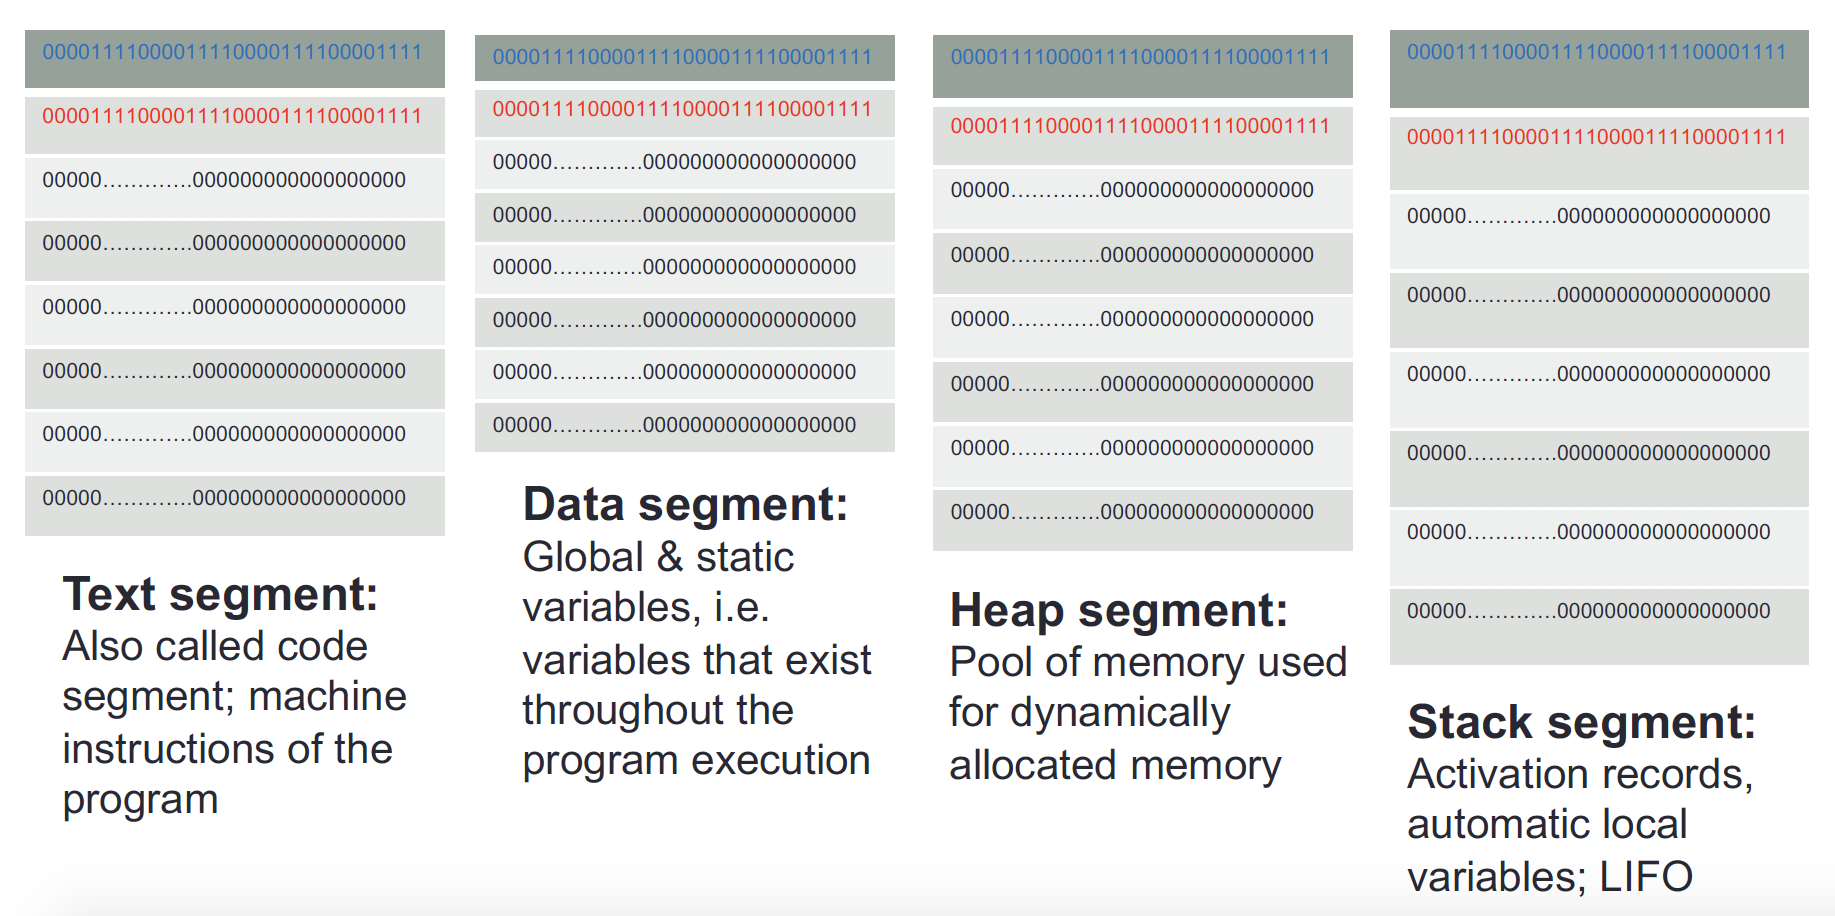 00001111000011110000111100001111
00001111000011110000111100001111
00000………….000000000000000000
00000………….000000000000000000
00000………….000000000000000000
00000………….000000000000000000
00000………….000000000000000000
00000………….000000000000000000
Text segment:
Also called code
segment; machine
instructions of the
program
00001111000011110000111100001111
00001111000011110000111100001111
00000………….000000000000000000
00000………….000000000000000000
00000………….000000000000000000
00000………….000000000000000000
00000………….000000000000000000
00000………….000000000000000000
Data segment:
Global & static
variables, i.e.
variables that exist
throughout the
program execution
00001111000011110000111100001111
00001111000011110000111100001111
00000………….000000000000000000
00000………….000000000000000000
00000………….000000000000000000
00000………….000000000000000000
00000………….000000000000000000
00000………….000000000000000000
Heap segment:
Pool of memory used
for dynamically
allocated memory
00001111000011110000111100001111
00001111000011110000111100001111
00000………….000000000000000000
00000………….000000000000000000
00000………….000000000000000000
00000………….000000000000000000
00000………….000000000000000000
00000………….000000000000000000
Stack segment:
Activation records,
automatic local
variables; LIFO